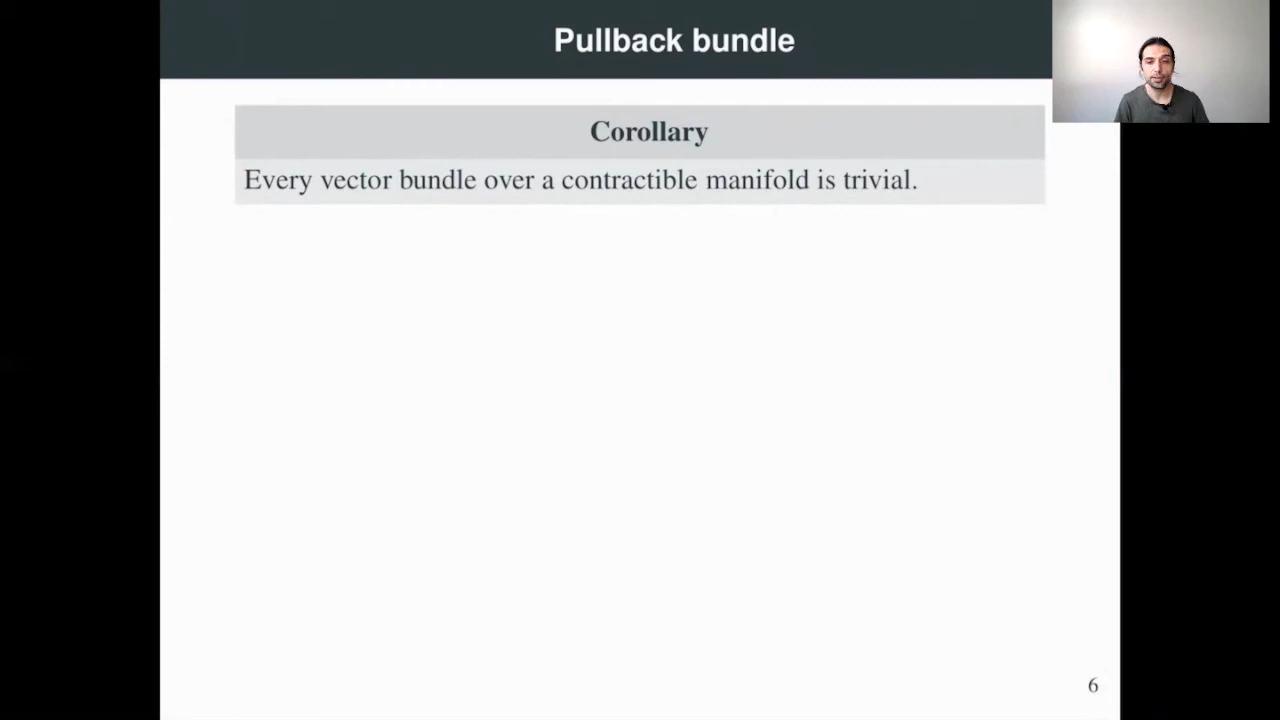 Pullback bundle
Corollary
Every vector bundle over a contractible manifold is trivial.
6